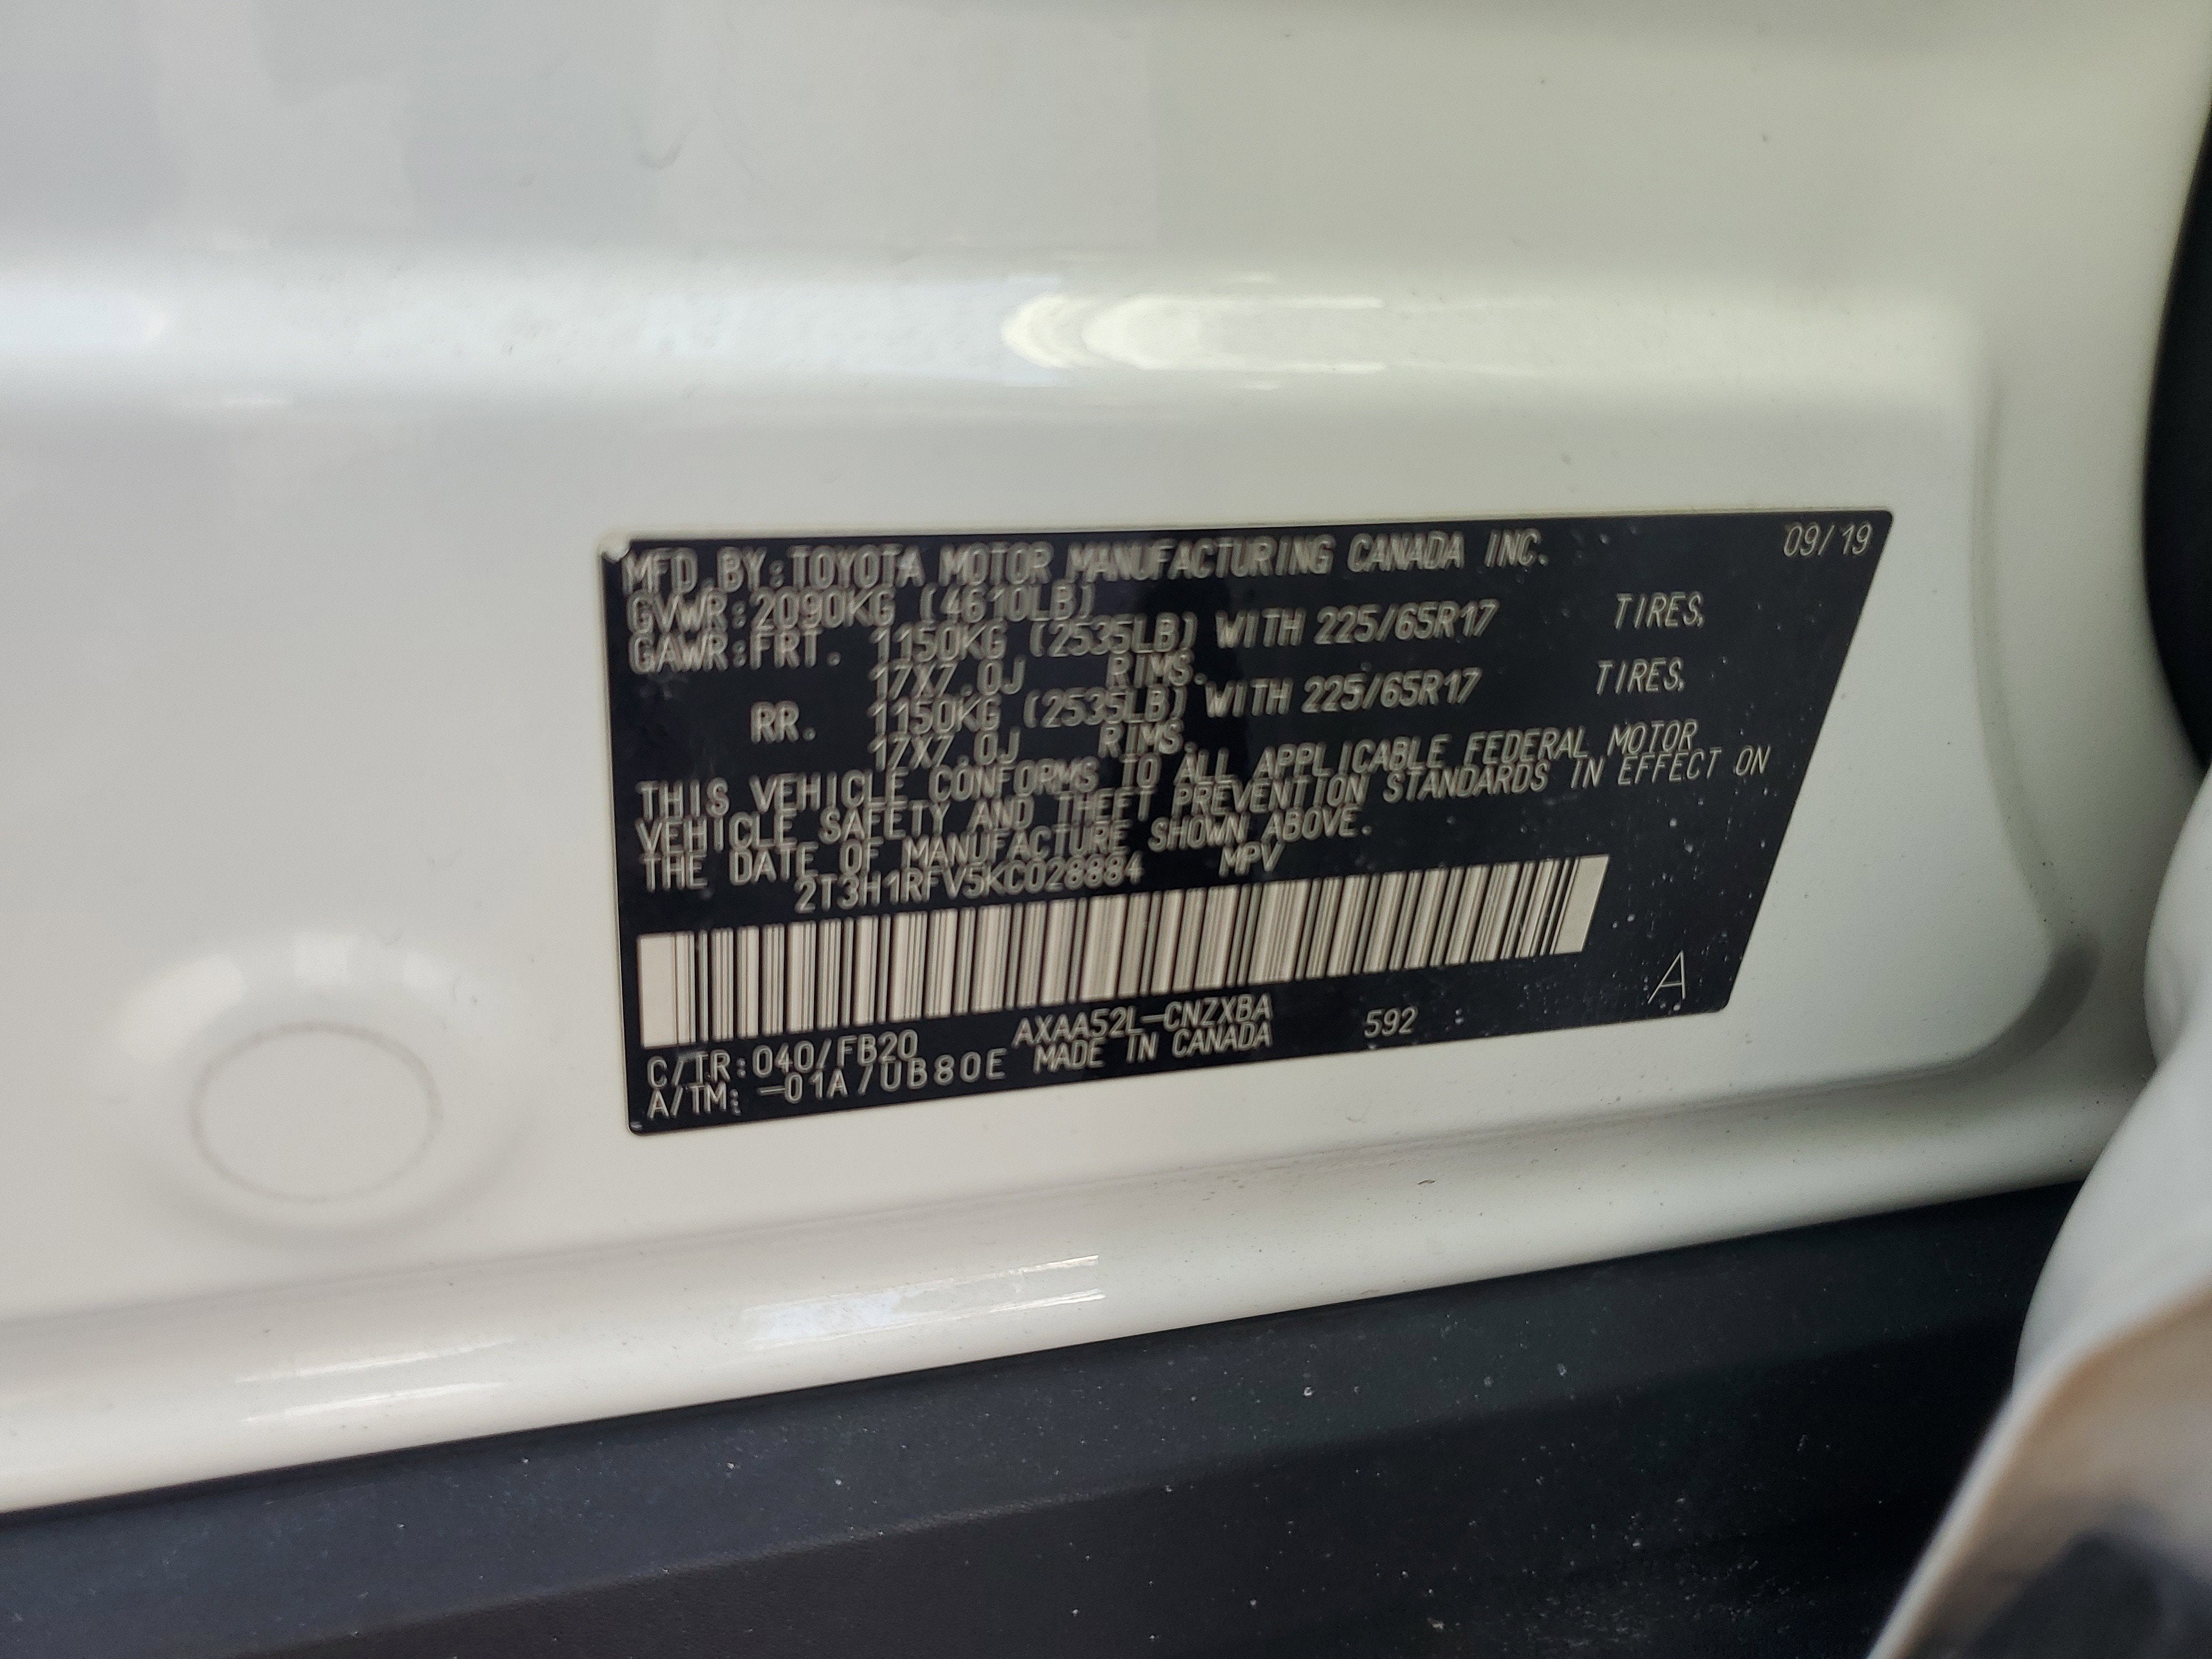 MFD.BY:TOYOTA MOTOR MANUFACTURING CANADA INC. 09/19
GVWR:2090KG (4610LB)
GAWR:FRT. 1150KG (2535LB) WITH 225/65R17 TIRES,
17X7.0J RIMS.
RR. 1150KG (2535LB) WITH 225/65R17 TIRES,
17X7.0J RIMS.
THIS VEHICLE CONFORMS TO ALL APPLICABLE FEDERAL MOTOR
VEHICLE SAFETY AND THEFT PREVENTION STANDARDS IN EFFECT ON
THE DATE OF MANUFACTURE SHOWN ABOVE.
2T3H1RFV5KC028884 MPV
A
C/TR:040/FB20 AXAA52L-CNZXBA 592
A/TM: -01A/UB80E MADE IN CANADA